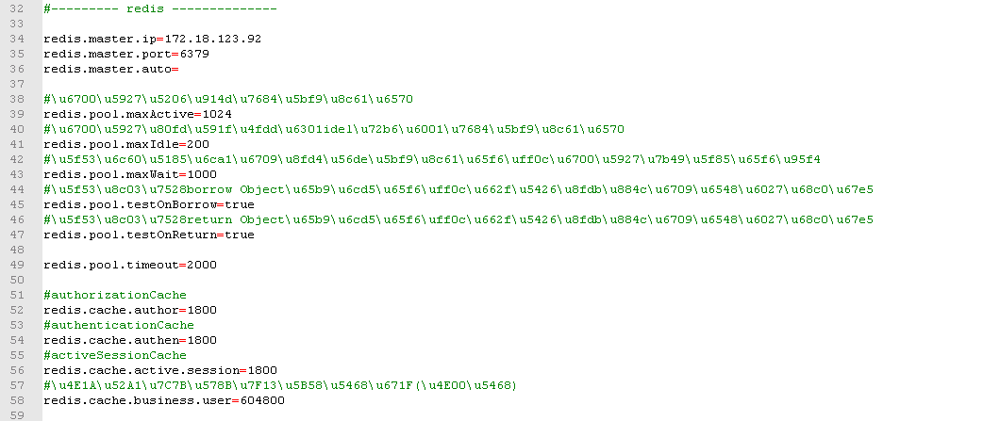 32 #--------- redis --------------
33
34 redis.master.ip=172.18.123.92
35 redis.master.port=6379
36 redis.master.auto=
37
38 #\u6700\u5927\u5206\u914d\u7684\u5bf9\u8c61\u6570
39 redis.pool.maxActive=1024
40 #\u6700\u5927\u80fd\u591f\u4fdd\u6301idel\u72b6\u6001\u7684\u5bf9\u8c61\u6570
41 redis.pool.maxIdle=200
42 #\u5f53\u6c60\u5185\u6ca1\u6709\u8fd4\u56de\u5bf9\u8c61\u65f6\uff0c\u6700\u5927\u7b49\u5f85\u65f6\u95f4
43 redis.pool.maxWait=1000
44 #\u5f53\u8c03\u7528borrow Object\u65b9\u6cd5\u65f6\uff0c\u662f\u5426\u8fdb\u884c\u6709\u6548\u6027\u68c0\u67e5
45 redis.pool.testOnBorrow=true
46 #\u5f53\u8c03\u7528return Object\u65b9\u6cd5\u65f6\uff0c\u662f\u5426\u8fdb\u884c\u6709\u6548\u6027\u68c0\u67e5
47 redis.pool.testOnReturn=true
48
49 redis.pool.timeout=2000
50
51 #authorizationCache
52 redis.cache.author=1800
53 #authenticationCache
54 redis.cache.authen=1800
55 #activeSessionCache
56 redis.cache.active.session=1800
57 #\u4E1A\u52A1\u7C7B\u578B\u7F13\u5B58\u5468\u671F(\u4E00\u5468)
58 redis.cache.business.user=604800
59